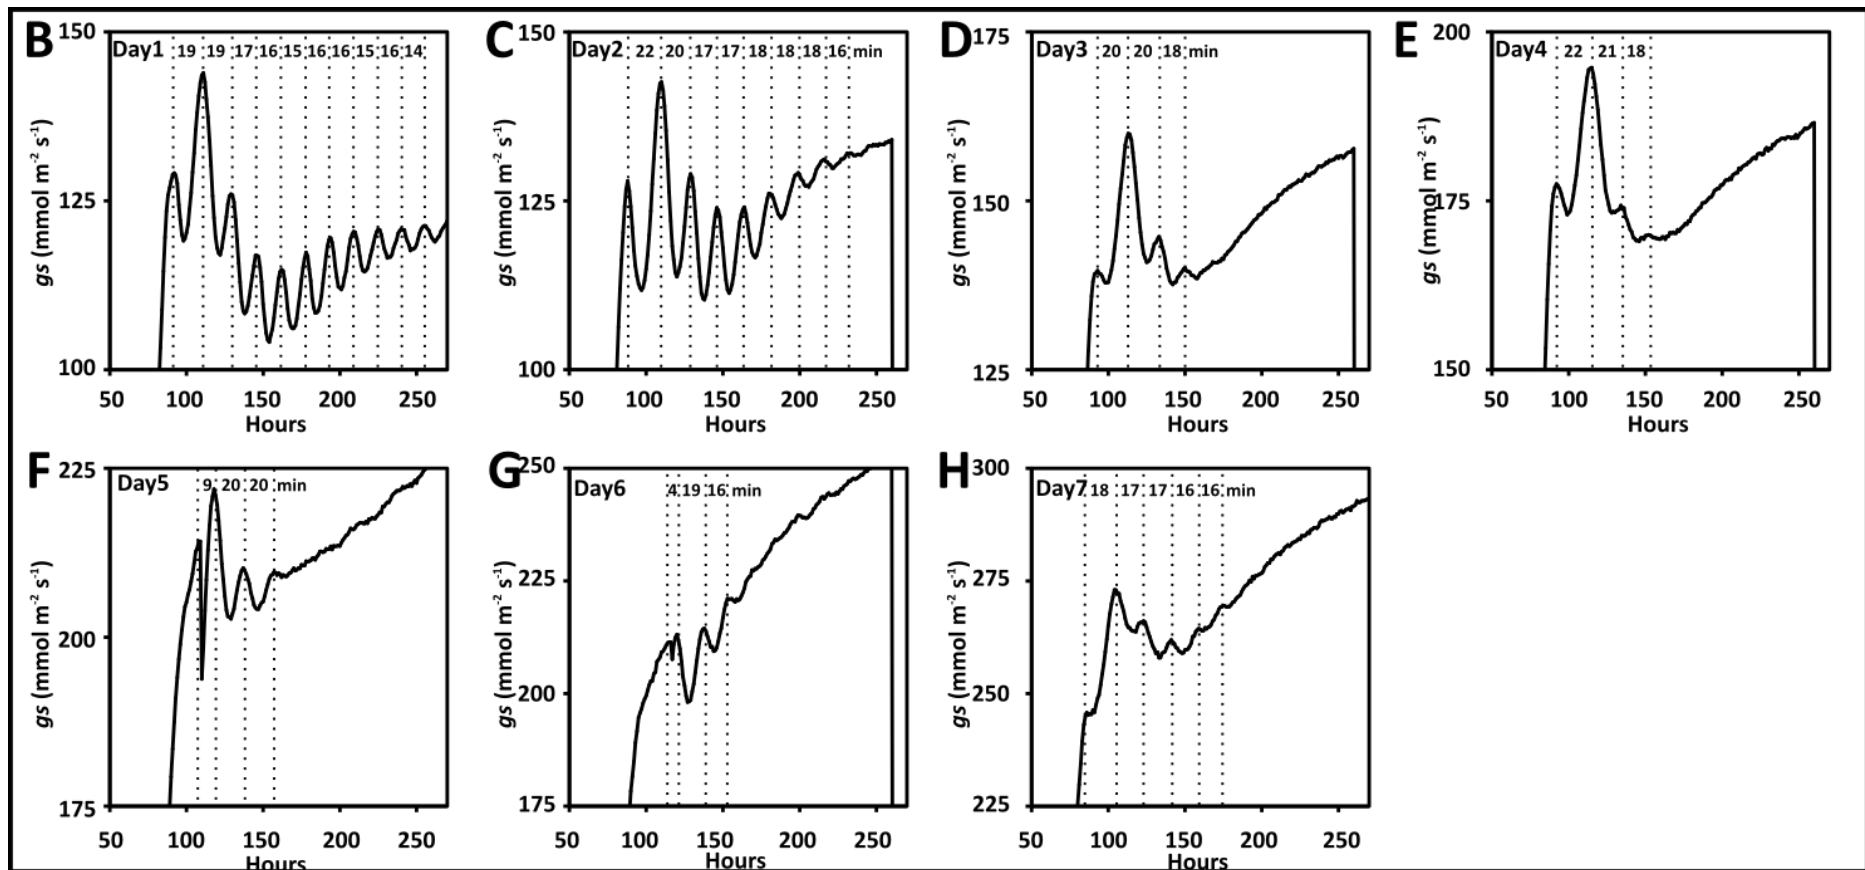 B
150
125
100
gs (mmol m⁻² s⁻¹)
Day1 19 19 17 16 15 16 16 15 16 14
50 100 150 200 250
Hours
C
150
125
100
gs (mmol m⁻² s⁻¹)
Day2 22 20 17 17 18 18 18 16 min
50 100 150 200 250
Hours
D
175
150
125
gs (mmol m⁻² s⁻¹)
Day3 20 20 18 min
50 100 150 200 250
Hours
E
200
175
150
gs (mmol m⁻² s⁻¹)
Day4 22 21 18
50 100 150 200 250
Hours
F
225
200
175
gs (mmol m⁻² s⁻¹)
Day5 9 20 20 min
50 100 150 200 250
Hours
G
250
225
200
175
gs (mmol m⁻² s⁻¹)
Day6 4 19 16 min
50 100 150 200 250
Hours
H
300
275
250
225
gs (mmol m⁻² s⁻¹)
Day7 18 17 17 16 16 min
50 100 150 200 250
Hours